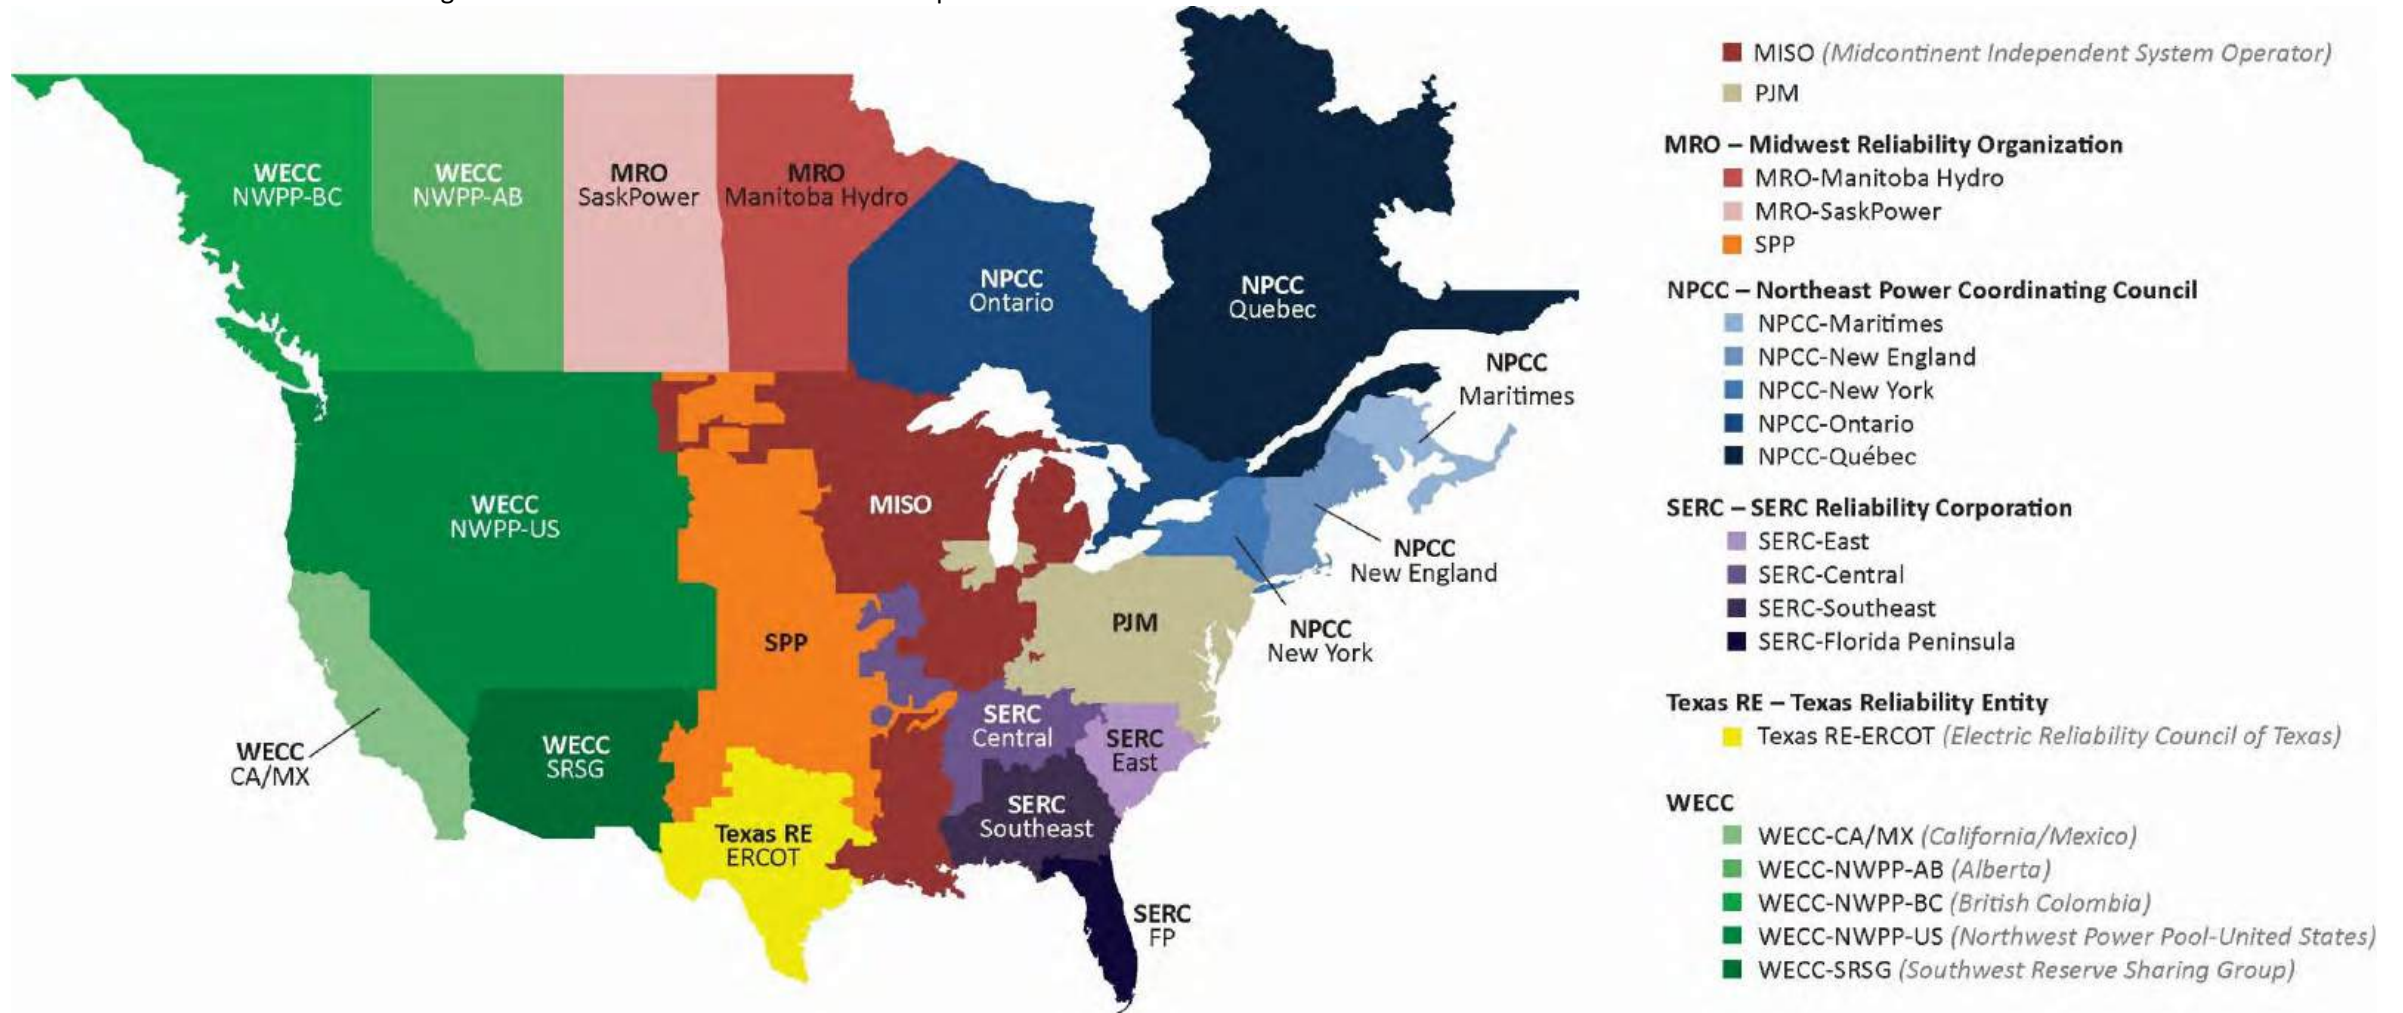 WECC
NWPP-BC
WECC
NWPP-AB
MRO
SaskPower
MRO
Manitoba Hydro
NPCC
Ontario
NPCC
Quebec
NPCC
Maritimes
WECC
NWPP-US
MISO
NPCC
New England
SPP
PJM
NPCC
New York
WECC
CA/MX
WECC
SRSG
SERC
Central
SERC
East
SERC
Southeast
Texas RE
ERCOT
SERC
FP
MISO (Midcontinent Independent System Operator)
PJM
MRO – Midwest Reliability Organization
MRO-Manitoba Hydro
MRO-SaskPower
SPP
NPCC – Northeast Power Coordinating Council
NPCC-Maritimes
NPCC-New England
NPCC-New York
NPCC-Ontario
NPCC-Québec
SERC – SERC Reliability Corporation
SERC-East
SERC-Central
SERC-Southeast
SERC-Florida Peninsula
Texas RE – Texas Reliability Entity
Texas RE-ERCOT (Electric Reliability Council of Texas)
WECC
WECC-CA/MX (California/Mexico)
WECC-NWPP-AB (Alberta)
WECC-NWPP-BC (British Colombia)
WECC-NWPP-US (Northwest Power Pool-United States)
WECC-SRSG (Southwest Reserve Sharing Group)